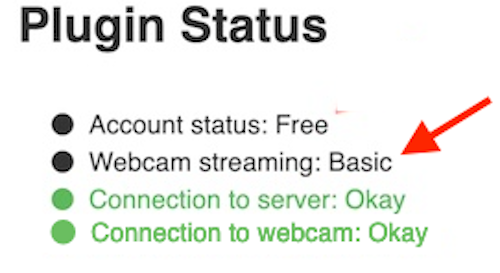 Plugin Status
Account status: Free
Webcam streaming: Basic
Connection to server: Okay
Connection to webcam: Okay